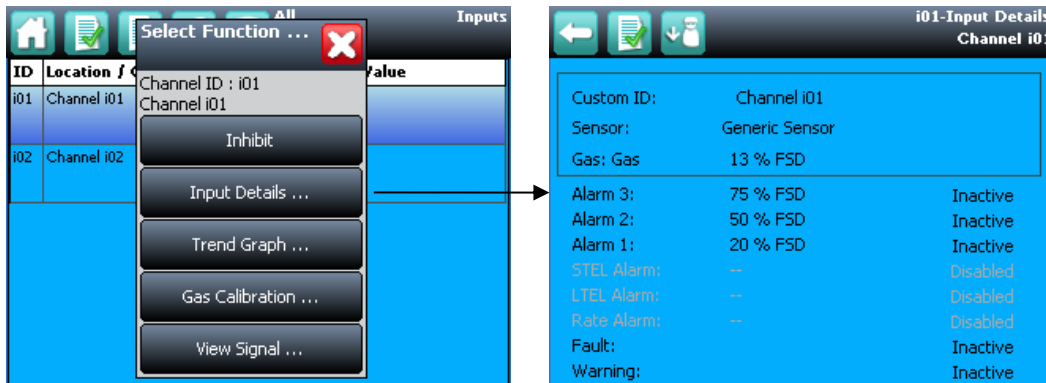 All
Inputs
Select Function ...
ID Location / Value
Channel ID : i01
Channel i01
i01 Channel i01
Inhibit
i02 Channel i02
Input Details ...
Trend Graph ...
Gas Calibration ...
View Signal ...
i01-Input Details
Channel i01
Custom ID: Channel i01
Sensor: Generic Sensor
Gas: Gas 13 % FSD
Alarm 3: 75 % FSD Inactive
Alarm 2: 50 % FSD Inactive
Alarm 1: 20 % FSD Inactive
STEL Alarm: -- Disabled
LTEL Alarm: -- Disabled
Rate Alarm: -- Disabled
Fault: Inactive
Warning: Inactive